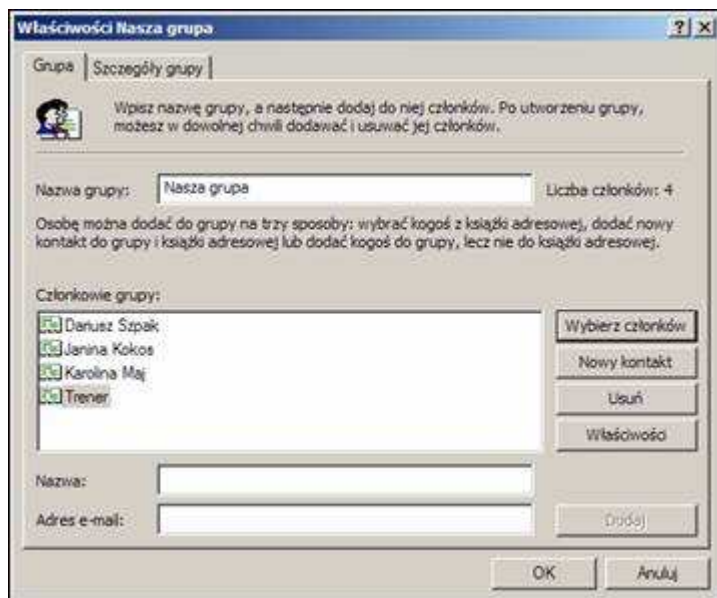 Właściwości Nasza grupa
Grupa
Szczegóły grupy
Wpisz nazwę grupy, a następnie dodaj do niej członków. Po utworzeniu grupy,
możesz w dowolnej chwili dodawać i usuwać jej członków.
Nazwa grupy: Nasza grupa Liczba członków: 4
Osobę można dodać do grupy na trzy sposoby: wybrać kogoś z książki adresowej, dodać nowy
kontakt do grupy i książki adresowej lub dodać kogoś do grupy, lecz nie do książki adresowej.
Członkowie grupy:
Dariusz Szpak
Janina Kokos
Karolina Maj
Trener
Wybierz członków
Nowy kontakt
Usuń
Właściwości
Nazwa:
Adres e-mail:
Dodaj
OK
Anuluj